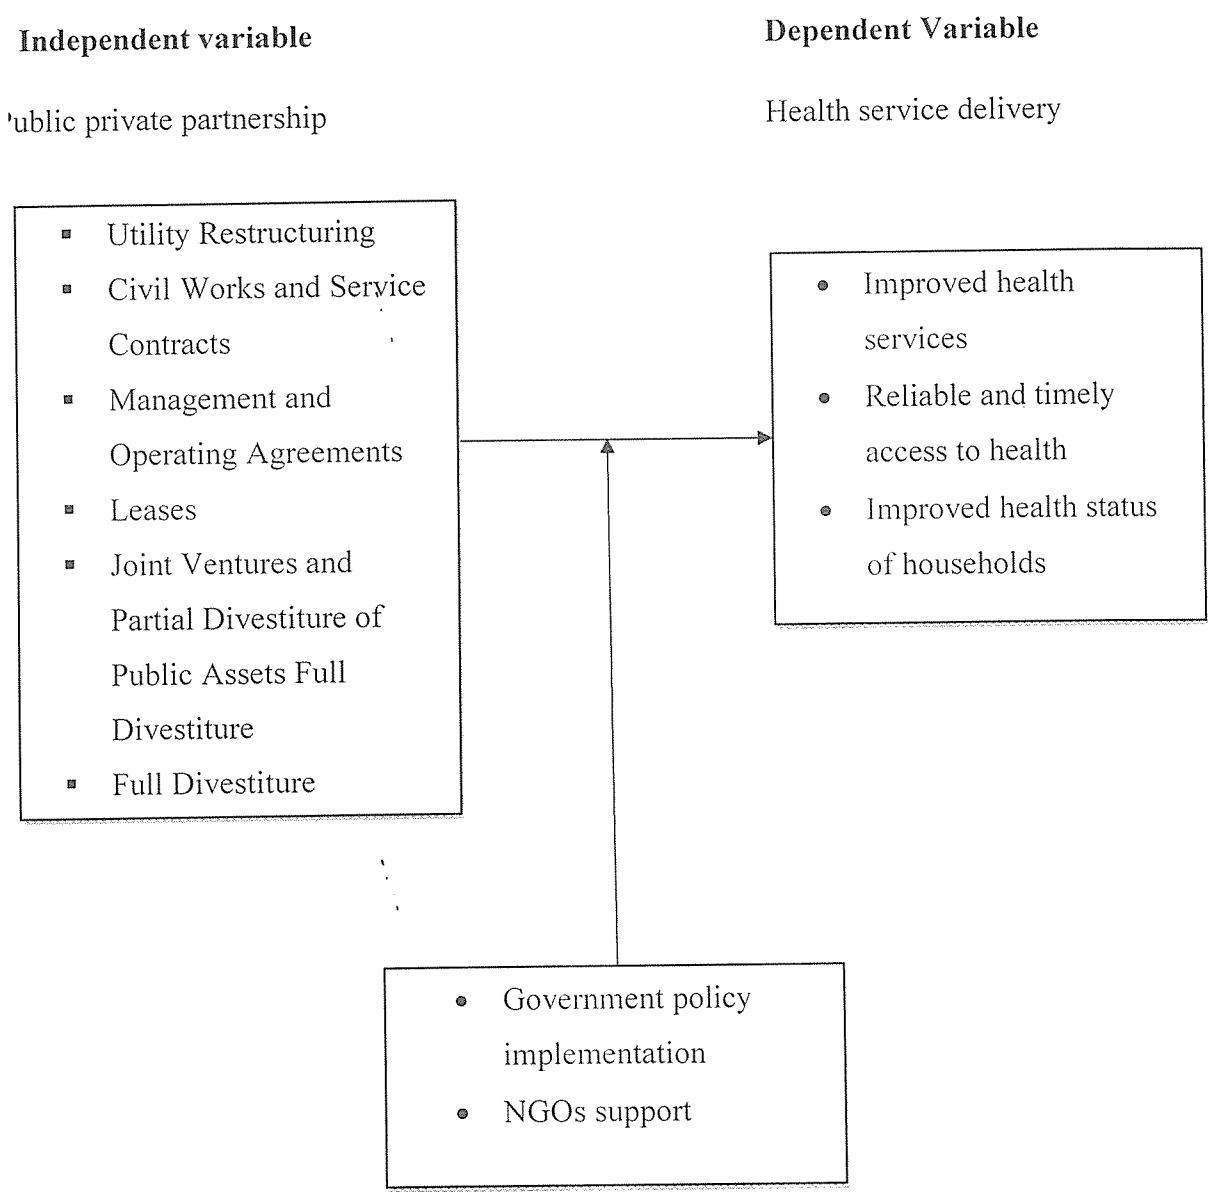 Independent variable
Dependent Variable
'ublic private partnership
Health service delivery
▪ Utility Restructuring
▪ Civil Works and Service
Contracts
▪ Management and
Operating Agreements
▪ Leases
▪ Joint Ventures and
Partial Divestiture of
Public Assets Full
Divestiture
▪ Full Divestiture
• Improved health
services
• Reliable and timely
access to health
• Improved health status
of households
• Government policy
implementation
• NGOs support